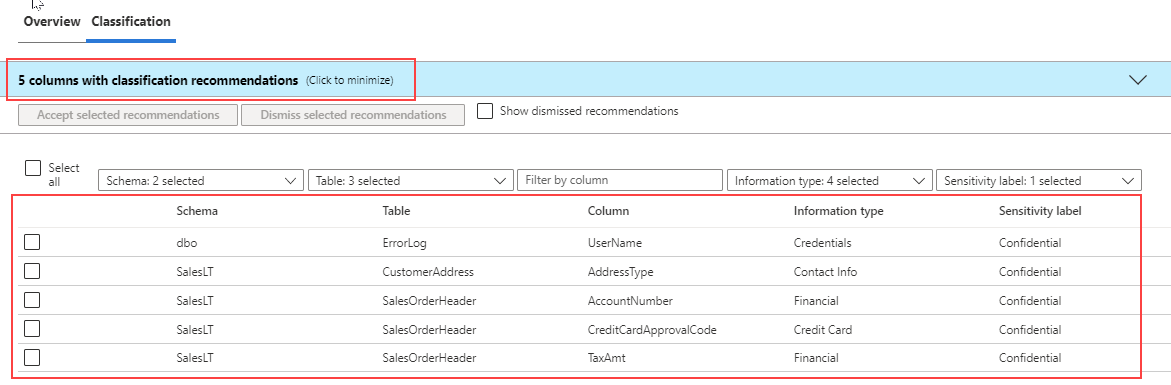 Overview Classification
5 columns with classification recommendations (Click to minimize)
Accept selected recommendations Dismiss selected recommendations Show dismissed recommendations
Select all Schema: 2 selected Table: 3 selected Filter by column Information type: 4 selected Sensitivity label: 1 selected
Schema Table Column Information type Sensitivity label
dbo ErrorLog UserName Credentials Confidential
SalesLT CustomerAddress AddressType Contact Info Confidential
SalesLT SalesOrderHeader AccountNumber Financial Confidential
SalesLT SalesOrderHeader CreditCardApprovalCode Credit Card Confidential
SalesLT SalesOrderHeader TaxAmt Financial Confidential